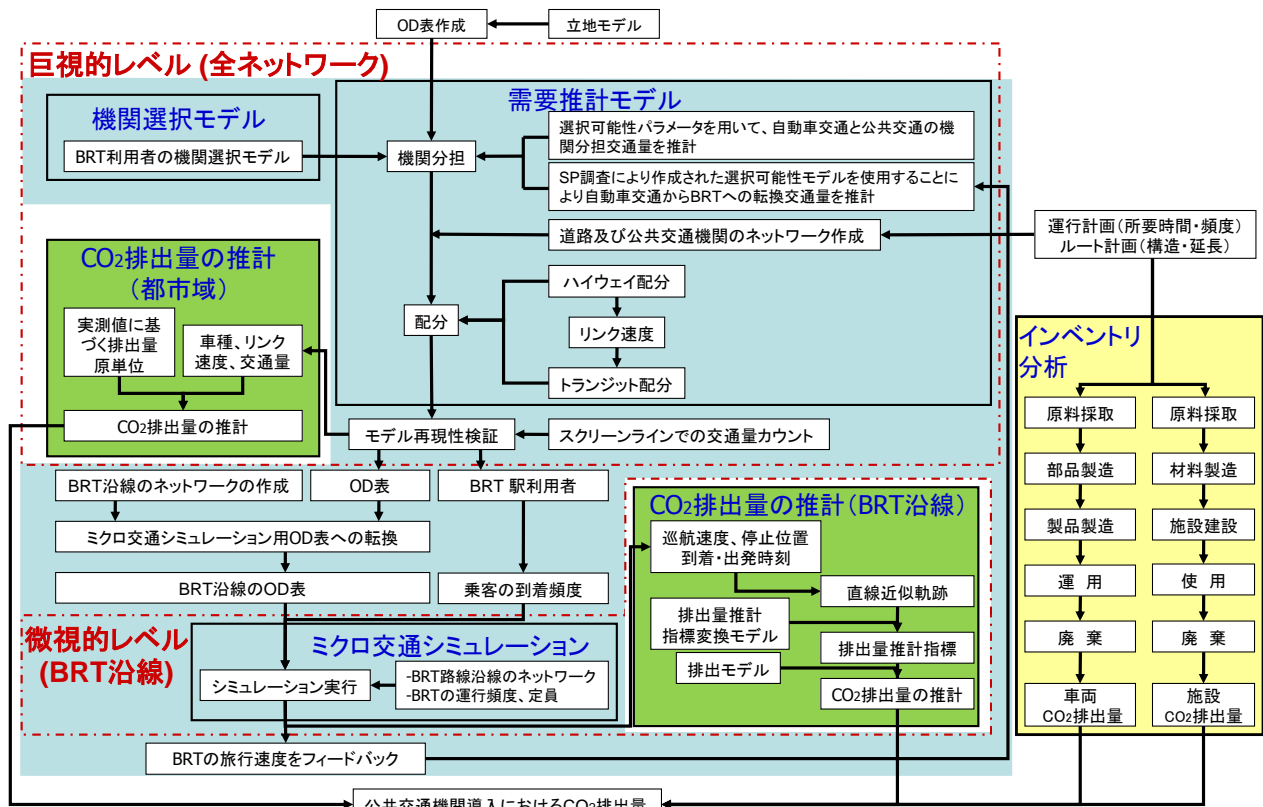 OD表作成
立地モデル
巨視的レベル (全ネットワーク)
機関選択モデル
BRT利用者の機関選択モデル
需要推計モデル
機関分担
選択可能性パラメータを用いて、自動車交通と公共交通の機
関分担交通量を推計
SP調査により作成された選択可能性モデルを使用することに
より自動車交通からBRTへの転換交通量を推計
道路及び公共交通機関のネットワーク作成
運行計画(所要時間・頻度)
ルート計画(構造・延長)
配分
ハイウェイ配分
リンク速度
トランジット配分
CO2排出量の推計
(都市域)
実測値に基
づく排出量
原単位
車種、リンク
速度、交通量
CO2排出量の推計
モデル再現性検証
スクリーンラインでの交通量カウント
BRT沿線のネットワークの作成
OD表
BRT 駅利用者
ミクロ交通シミュレーション用OD表への転換
BRT沿線のOD表
乗客の到着頻度
微視的レベル
(BRT沿線)
ミクロ交通シミュレーション
シミュレーション実行
-BRT路線沿線のネットワーク
-BRTの運行頻度、定員
BRTの旅行速度をフィードバック
CO2排出量の推計(BRT沿線)
巡航速度、停止位置
到着・出発時刻
直線近似軌跡
排出量推計
指標変換モデル
排出量推計指標
排出モデル
CO2排出量の推計
インベントリ
分析
原料採取
部品製造
製品製造
運 用
廃 棄
車両
CO2排出量
原料採取
材料製造
施設建設
使 用
廃 棄
施設
CO2排出量
公共交通機関導入におけるCO2排出量